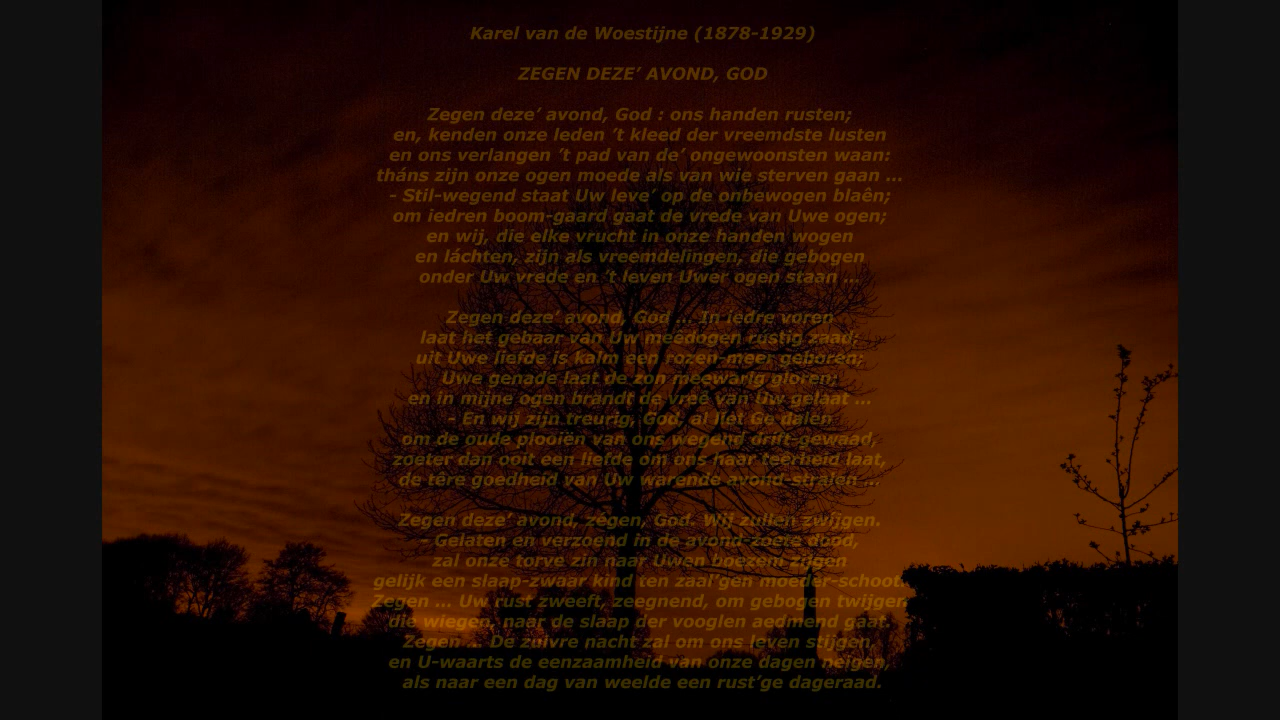 Karel van de Woestijne (1878-1929)
ZEGEN DEZE’ AVOND, GOD
Zegen deze’ avond, God : ons handen rusten;
en, kenden onze leden ’t kleed der vreemdste lusten
en ons verlangen ’t pad van de’ ongewoonsten waan:
tháns zijn onze ogen moede als van wie sterven gaan ...
- Stil-wegend staat Uw leve’ op de onbewogen blaên;
om iedren boom-gaard gaat de vrede van Uwe ogen;
en wij, die elke vrucht in onze handen wogen
en láchten, zijn als vreemdelingen, die gebogen
onder Uw vrede en ’t leven Uwer ogen staan ...
Zegen deze’ avond, God ... In iedre voren
laat het gebaar van Uw meedogen rustig zaad;
uit Uwe liefde is kalm een rozen-meer geboren;
Uwe genade laat de zon meewarig gloren;
en in mijne ogen brandt de vreê van Uw gelaat ...
- En wij zijn treurig, God, al liet Ge dalen
om de oude plooiën van ons wegend drift-gewaad,
zoeter dan ooit een liefde om ons haar teerheid laat,
de têre goedheid van Uw warende avond-stralen ...
Zegen deze’ avond, zégen, God. Wij zullen zwijgen.
- Gelaten en verzoend in de avond-zoete dood,
zal onze torve zin naar Uwen boezem zijgen
gelijk een slaap-zwaar kind ten zaal’gen moeder-schoot.
Zegen ... Uw rust zweeft, zeegnend, om gebogen twijgen
die wiegen, naar de slaap der vooglen aedmend gaat.
Zegen ... De zuivre nacht zal om ons leven stijgen,
en U-waarts de eenzaamheid van onze dagen neigen,
als naar een dag van weelde een rust’ge dageraad.